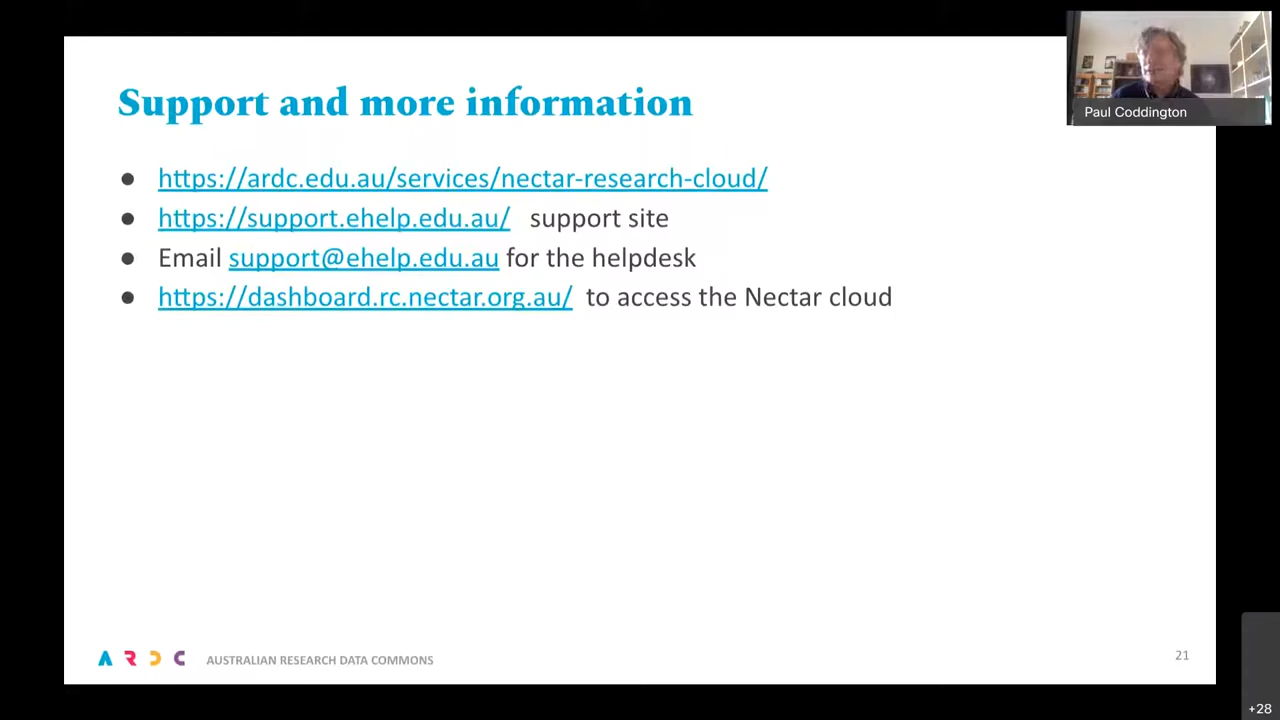 Support and more information
Paul Coddington
● https://ardc.edu.au/services/nectar-research-cloud/
● https://support.ehelp.edu.au/ support site
● Email support@ehelp.edu.au for the helpdesk
● https://dashboard.rc.nectar.org.au/ to access the Nectar cloud
ARDC AUSTRALIAN RESEARCH DATA COMMONS
21
+28